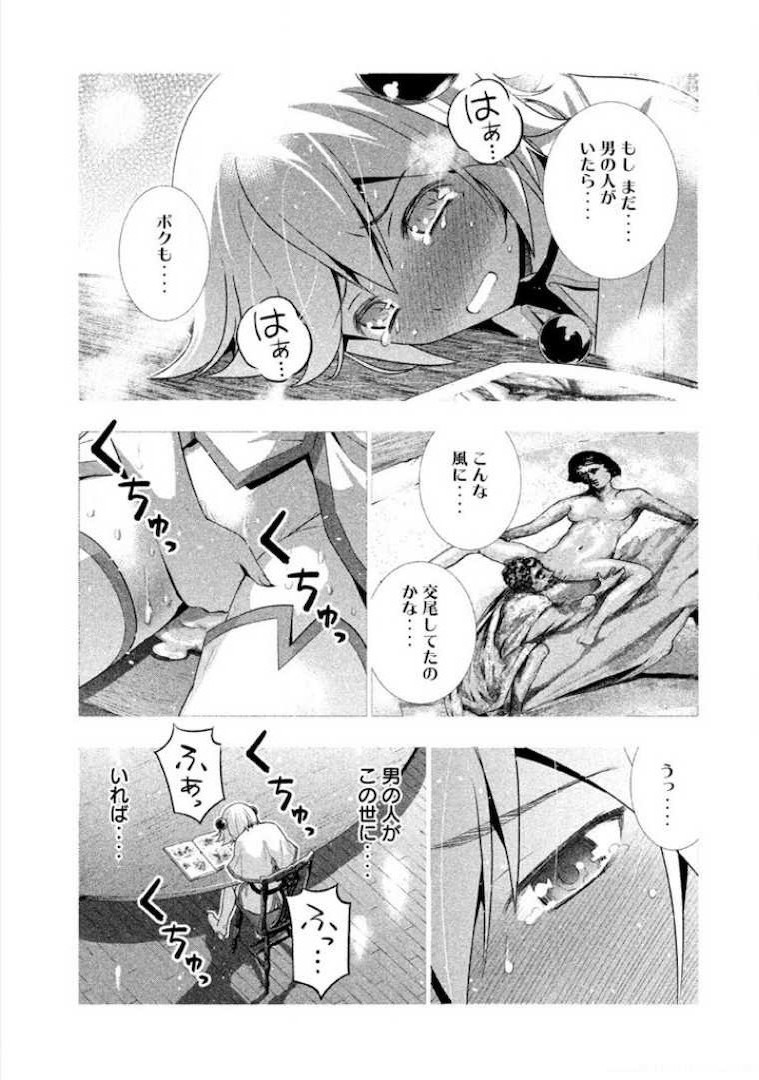 もし まだ‥‥
男の人が
いたら‥‥
はぁ…
ボクも‥‥
はぁ…
こんな
風に‥‥
交尾してたの
かな‥‥
くちゅっ
くちゅっ
うっ‥‥
男の人が
この世に‥‥
いれば‥‥
くちゅっ
ふぁっ
ふっ…
くちゅっ